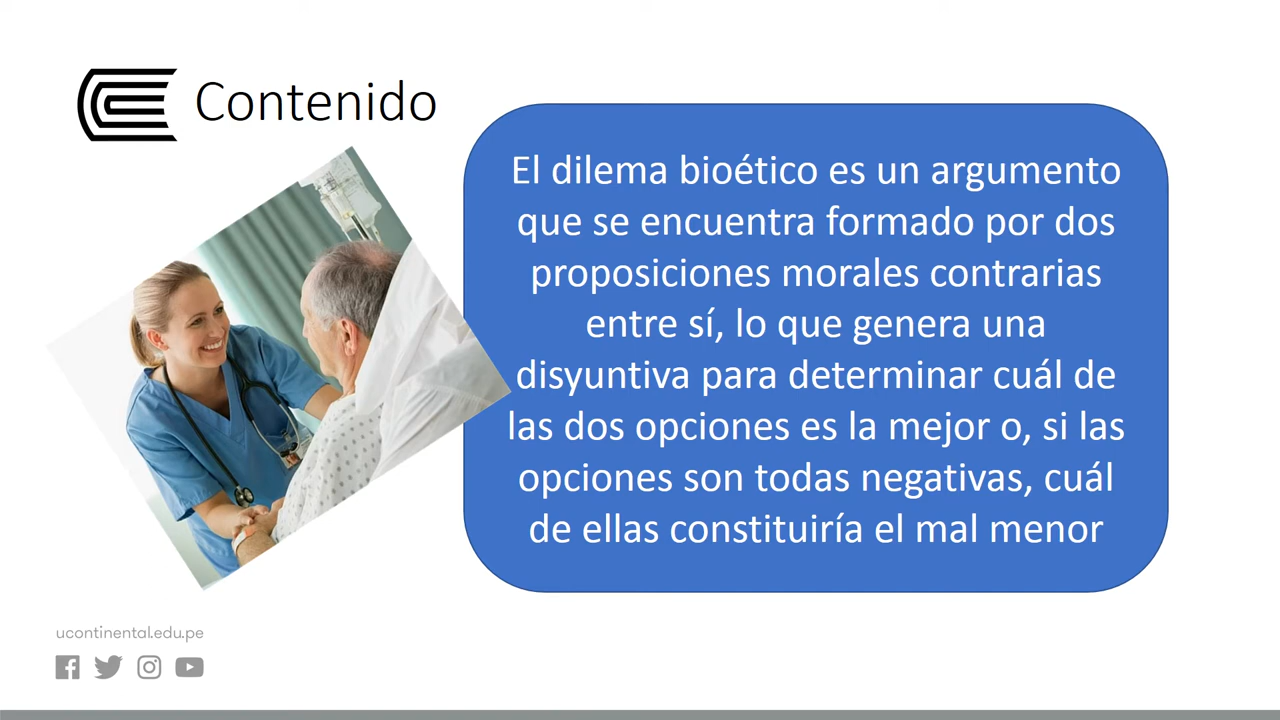 Contenido
El dilema bioético es un argumento
que se encuentra formado por dos
proposiciones morales contrarias
entre sí, lo que genera una
disyuntiva para determinar cuál de
las dos opciones es la mejor o, si las
opciones son todas negativas, cuál
de ellas constituiría el mal menor
ucontinental.edu.pe